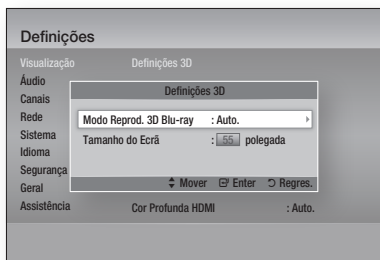 Definições
Visualização Definições 3D
Áudio
Canais
Rede
Sistema
Idioma
Segurança
Geral
Assistência
Definições 3D
Modo Reprod. 3D Blu-ray : Auto.
Tamanho do Ecrã : 55 polegada
Mover Enter Regres.
Cor Profunda HDMI : Auto.